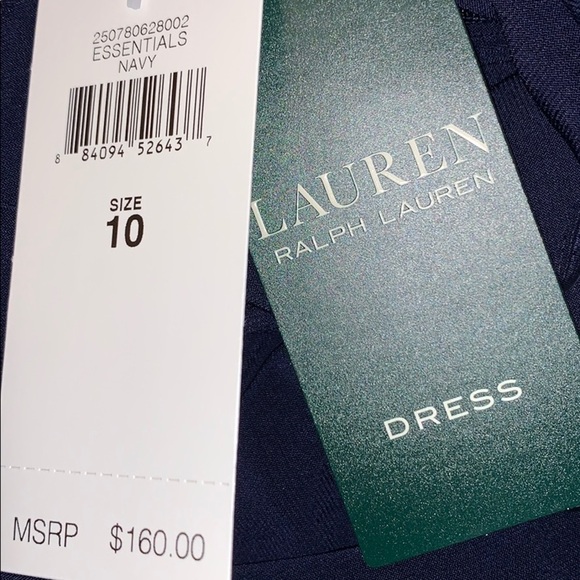 250780628002
ESSENTIALS
NAVY
8 84094 52643 7
SIZE
10
MSRP $160.00
LAUREN
RALPH LAUREN
DRESS